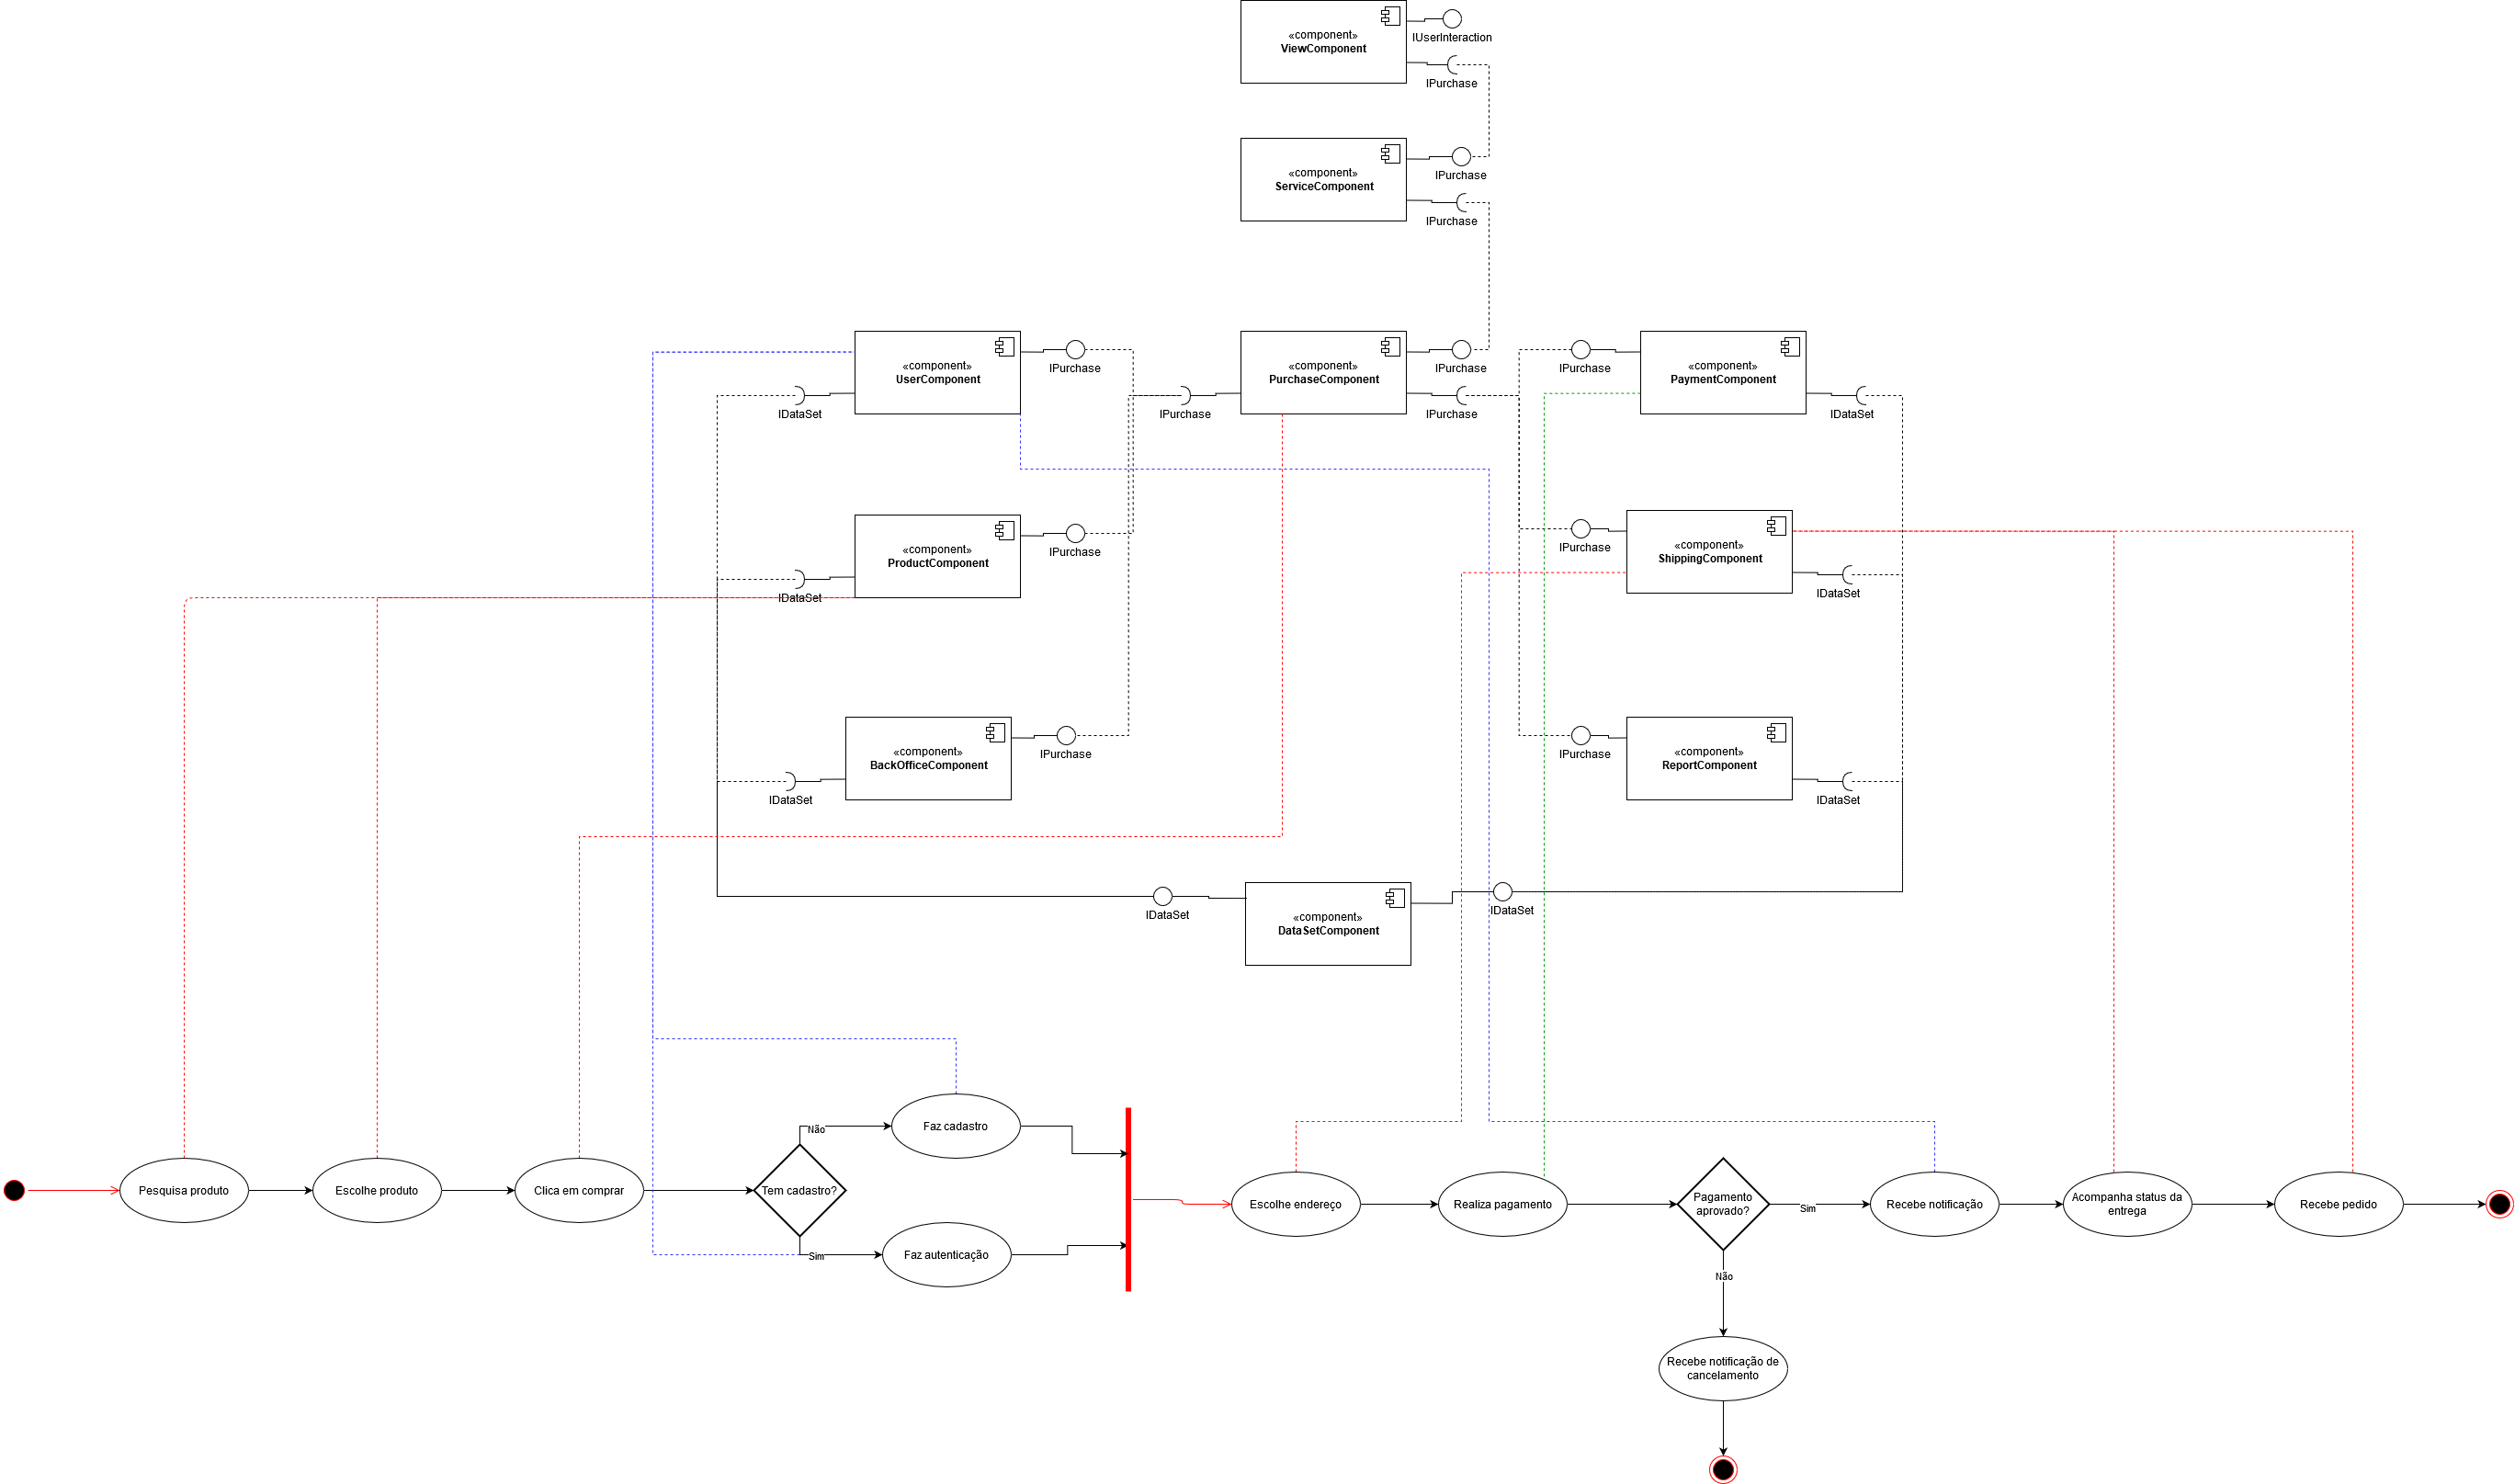 «component»
ViewComponent
IUserInteraction
IPurchase
«component»
ServiceComponent
IPurchase
IPurchase
«component»
UserComponent
IPurchase
IDataSet
«component»
PurchaseComponent
IPurchase
IPurchase
IPurchase
«component»
PaymentComponent
IPurchase
IDataSet
«component»
ProductComponent
IPurchase
IDataSet
«component»
ShippingComponent
IPurchase
IDataSet
«component»
BackOfficeComponent
IPurchase
IDataSet
«component»
ReportComponent
IPurchase
IDataSet
«component»
DataSetComponent
IDataSet
IDataSet
Pesquisa produto
Escolhe produto
Clica em comprar
Tem cadastro?
Não
Faz cadastro
Sim
Faz autenticação
Escolhe endereço
Realiza pagamento
Pagamento
aprovado?
Sim
Recebe notificação
Acompanha status da
entrega
Recebe pedido
Não
Recebe notificação de
cancelamento